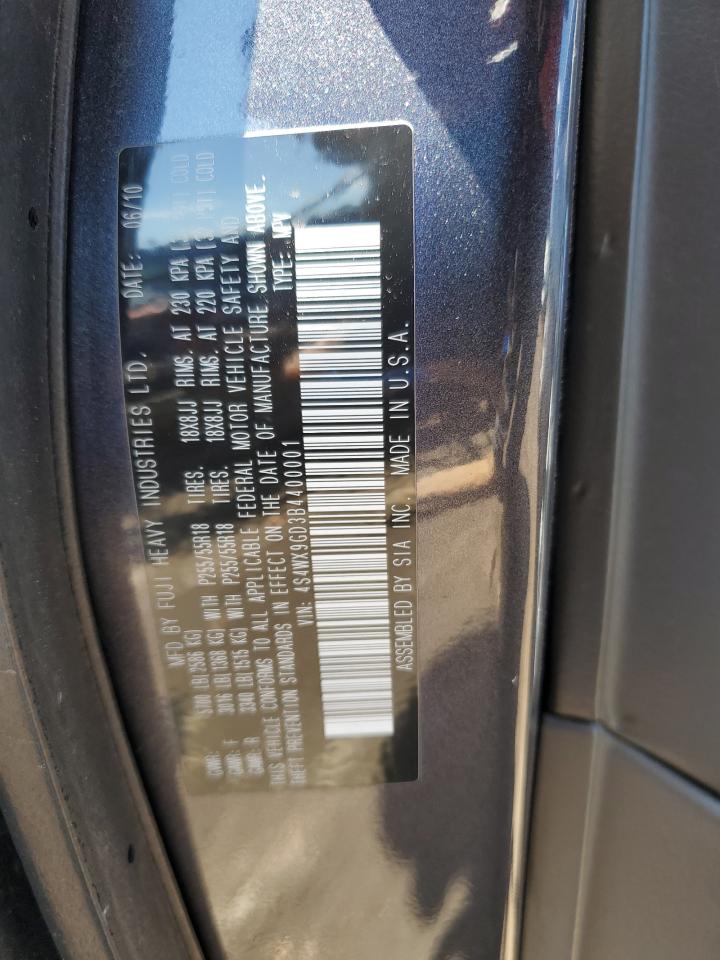 MFD BY FUJI HEAVY INDUSTRIES LTD. DATE: 06/10
GVWR: 5700 LB( 2586 KG)
GAWR: F 3016 LB( 1368 KG) WITH P255/55R18 TIRES, 18X8JJ RIMS, AT 230 KPA COLD
GAWR: R 3340 LB( 1515 KG) WITH P255/55R18 TIRES, 18X8JJ RIMS, AT 220 KPA COLD
THIS VEHICLE CONFORMS TO ALL APPLICABLE FEDERAL MOTOR VEHICLE SAFETY AND
THEFT PREVENTION STANDARDS IN EFFECT ON THE DATE OF MANUFACTURE SHOWN ABOVE.
VIN: 4S4WX9GD3B4400001 TYPE: MPV
ASSEMBLED BY SIA INC. MADE IN U.S.A.